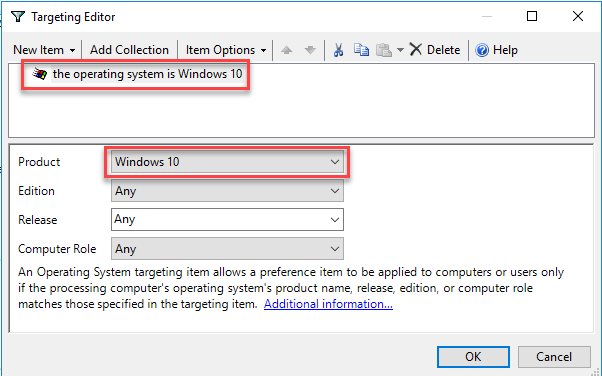 Targeting Editor
New Item Add Collection Item Options Delete Help
the operating system is Windows 10
Product Windows 10
Edition Any
Release Any
Computer Role Any
An Operating System targeting item allows a preference item to be applied to computers or users only
if the processing computer's operating system's product name, release, edition, or computer role
matches those specified in the targeting item. Additional information...
OK Cancel